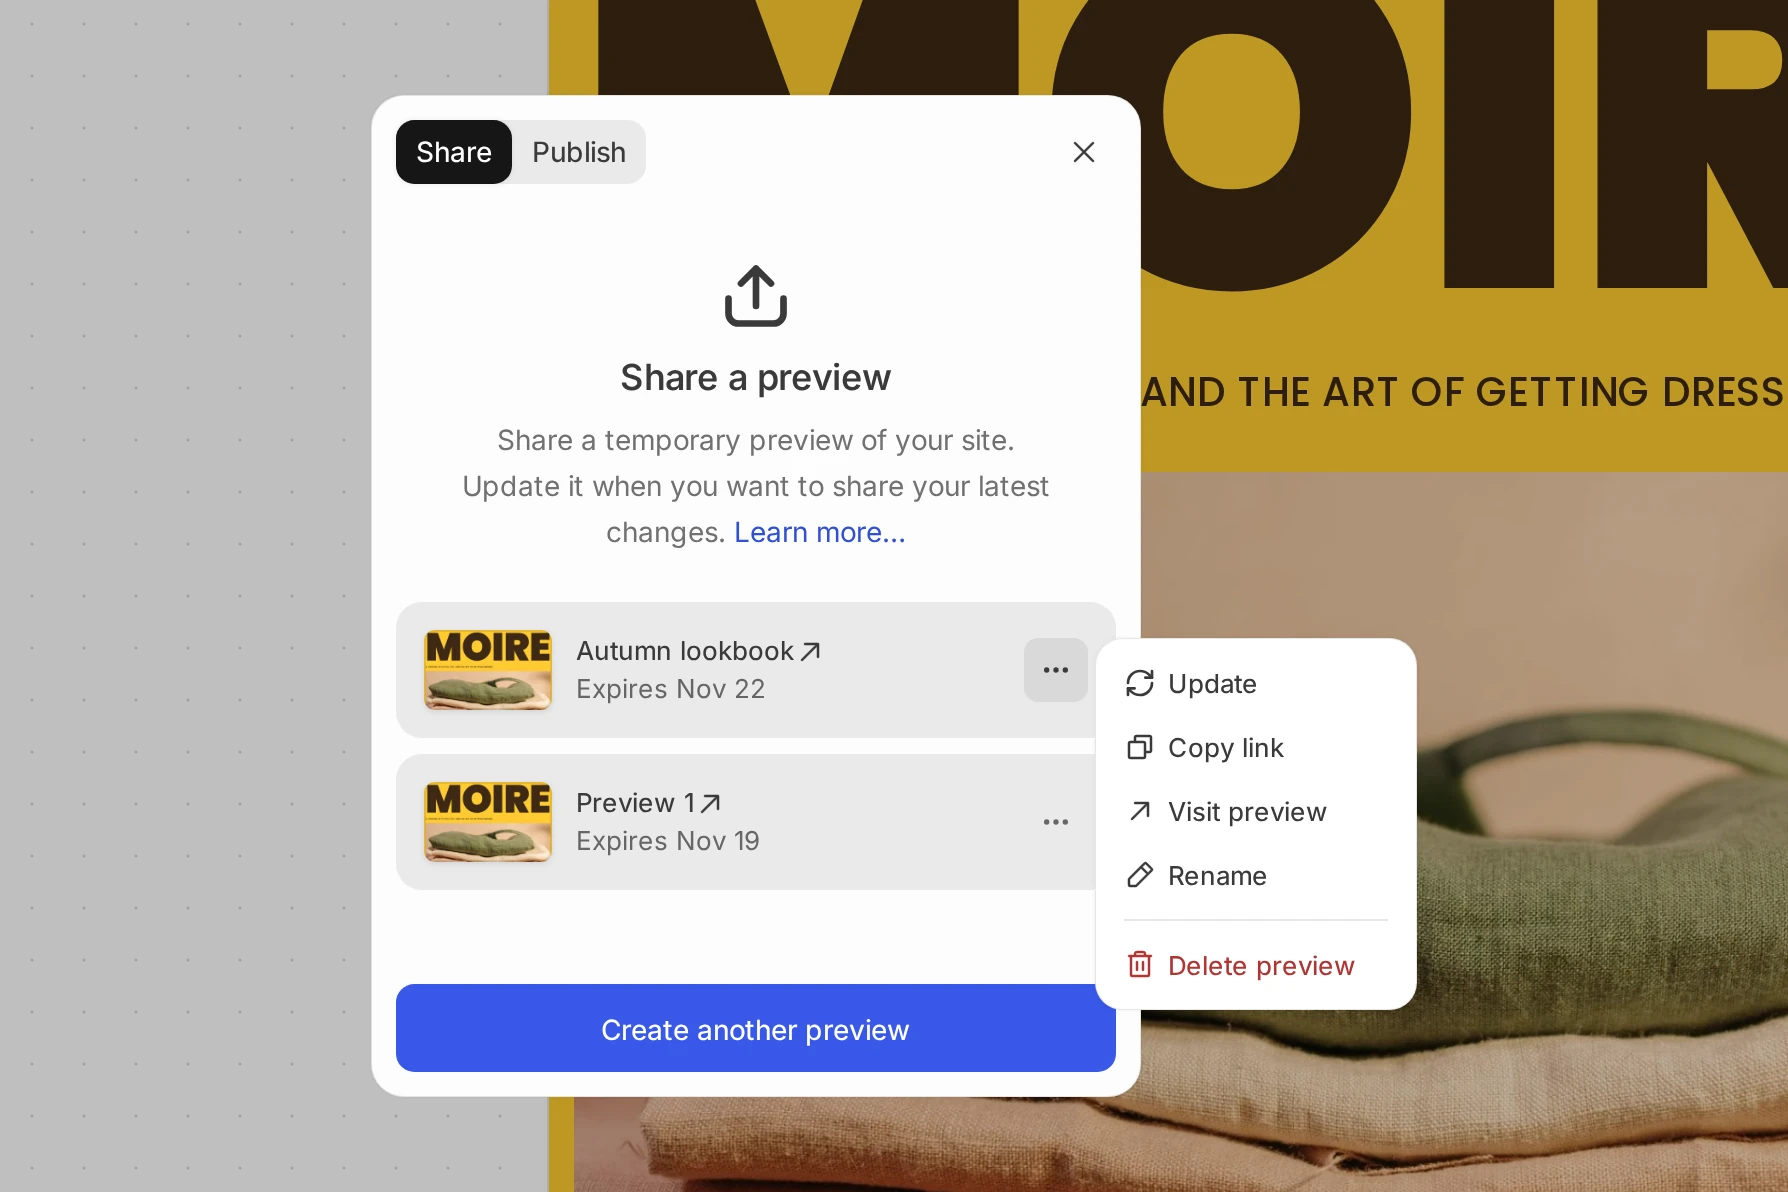 MOIR
Share
Publish
Share a preview
Share a temporary preview of your site.
Update it when you want to share your latest
changes. Learn more...
AND THE ART OF GETTING DRESS
MOIRE
Autumn lookbook
Expires Nov 22
MOIRE
Preview 1
Expires Nov 19
Update
Copy link
Visit preview
Rename
Delete preview
Create another preview